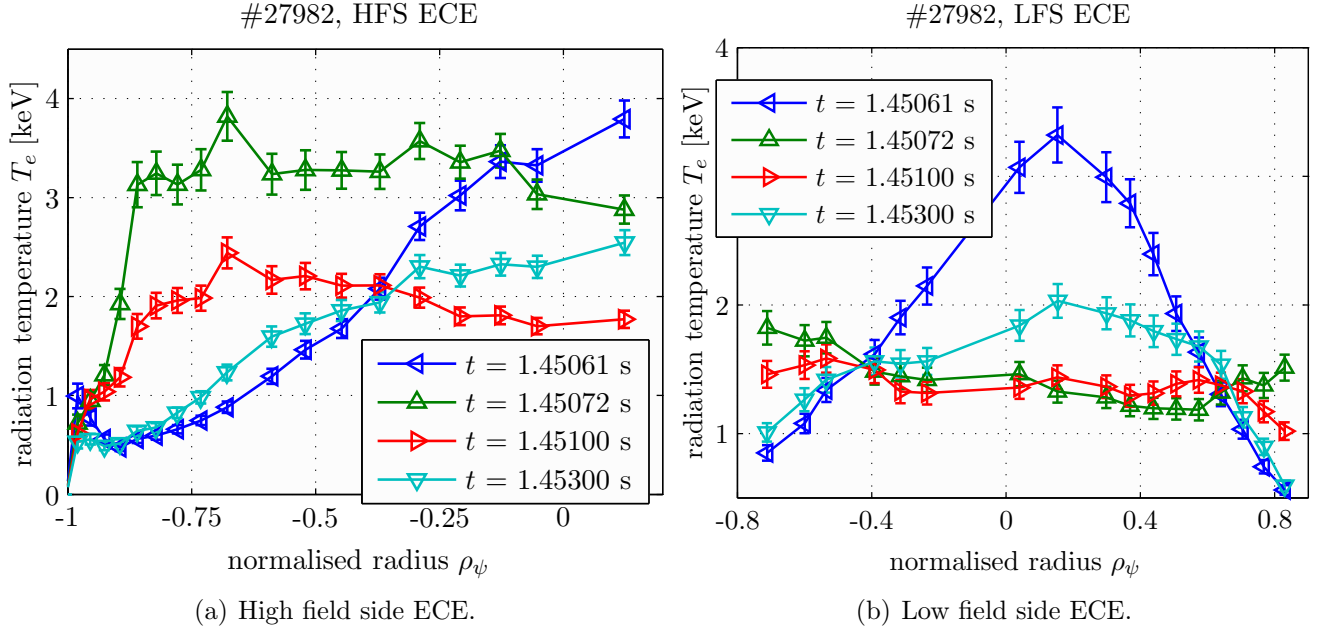 #27982, HFS ECE
radiation temperature T_e [keV]
4
3
2
1
0
-1
-0.75
-0.5
-0.25
0
t = 1.45061 s
t = 1.45072 s
t = 1.45100 s
t = 1.45300 s
normalised radius ρ_ψ
(a) High field side ECE.
#27982, LFS ECE
radiation temperature T_e [keV]
4
2
1
-0.8
-0.4
0
0.4
0.8
t = 1.45061 s
t = 1.45072 s
t = 1.45100 s
t = 1.45300 s
normalised radius ρ_ψ
(b) Low field side ECE.